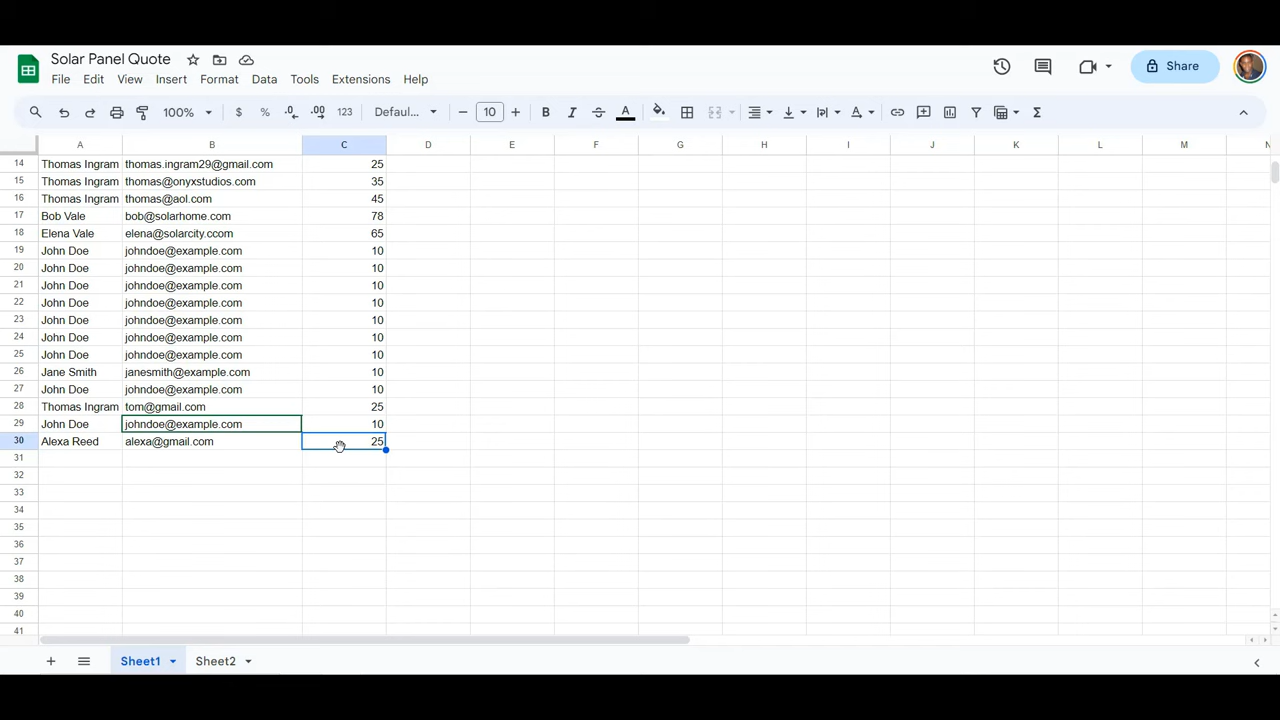 Solar Panel Quote
File Edit View Insert Format Data Tools Extensions Help
Share
100% $ % .0 .00 123 Defaul... 10 B I S A Σ
A B C D E F G H I J K L M N
14 Thomas Ingram thomas.ingram29@gmail.com 25
15 Thomas Ingram thomas@onyxstudios.com 35
16 Thomas Ingram thomas@aol.com 45
17 Bob Vale bob@solarhome.com 78
18 Elena Vale elena@solarcity.ccom 65
19 John Doe johndoe@example.com 10
20 John Doe johndoe@example.com 10
21 John Doe johndoe@example.com 10
22 John Doe johndoe@example.com 10
23 John Doe johndoe@example.com 10
24 John Doe johndoe@example.com 10
25 John Doe johndoe@example.com 10
26 Jane Smith janesmith@example.com 10
27 John Doe johndoe@example.com 10
28 Thomas Ingram tom@gmail.com 25
29 John Doe johndoe@example.com 10
30 Alexa Reed alexa@gmail.com 25
31
32
33
34
35
36
37
38
39
40
41
Sheet1 Sheet2